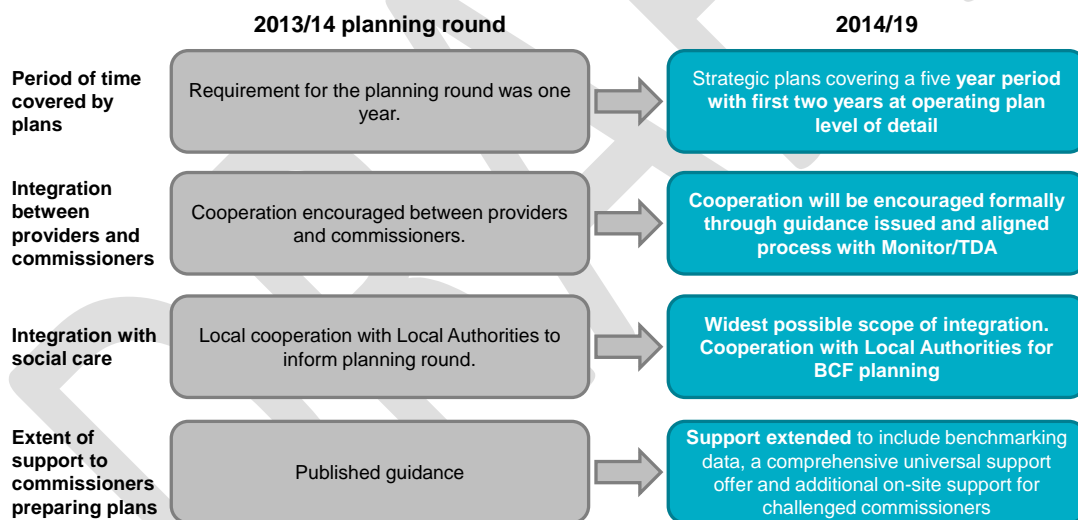 2013/14 planning round
2014/19
Period of time
covered by
plans
Requirement for the planning round was one
year.
Strategic plans covering a five year period
with first two years at operating plan
level of detail
Integration
between
providers and
commissioners
Cooperation encouraged between providers
and commissioners.
Cooperation will be encouraged formally
through guidance issued and aligned
process with Monitor/TDA
Integration with
social care
Local cooperation with Local Authorities to
inform planning round.
Widest possible scope of integration.
Cooperation with Local Authorities for
BCF planning
Extent of
support to
commissioners
preparing plans
Published guidance
Support extended to include benchmarking
data, a comprehensive universal support
offer and additional on-site support for
challenged commissioners